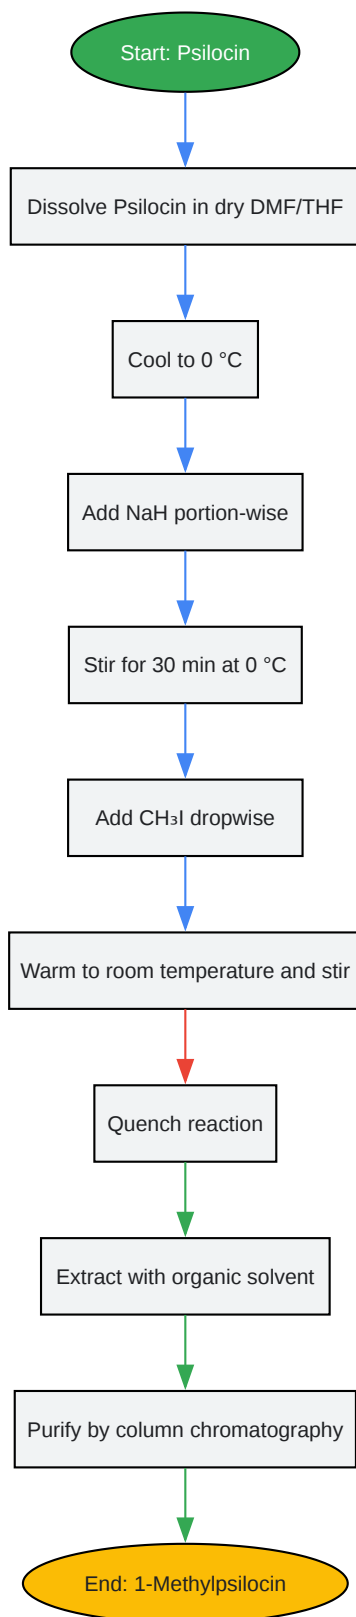 Start: Psilocin
Dissolve Psilocin in dry DMF/THF
Cool to 0 °C
Add NaH portion-wise
Stir for 30 min at 0 °C
Add CH₃I dropwise
Warm to room temperature and stir
Quench reaction
Extract with organic solvent
Purify by column chromatography
End: 1-Methylpsilocin